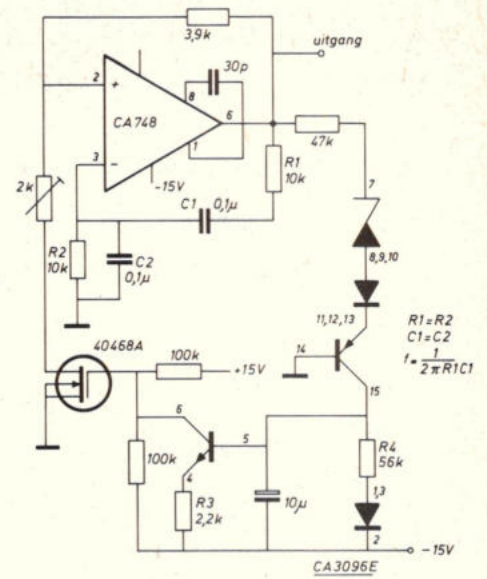 3,9k
uitgang
30p
2
+
8
CA748
6
3
−
1
47k
-15V
R1
10k
7
2k
C1
0,1µ
R2
10k
C2
0,1µ
8,9,10
11,12,13
R1=R2
C1=C2
f = 1
2πR1C1
40468A
14
100k
+15V
15
6
5
R4
56k
100k
4
R3
2,2k
10µ
1,3
2
-15V
CA3096E